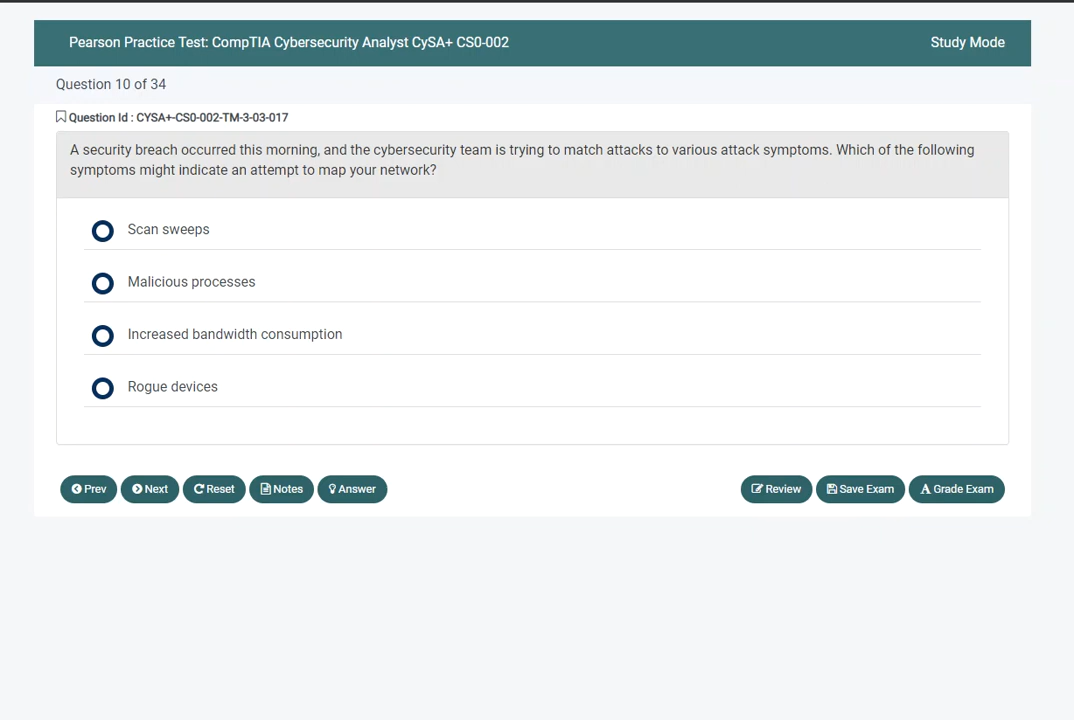 Pearson Practice Test: CompTIA Cybersecurity Analyst CySA+ CS0-002
Study Mode
Question 10 of 34
Question Id : CYSA+-CS0-002-TM-3-03-017
A security breach occurred this morning, and the cybersecurity team is trying to match attacks to various attack symptoms. Which of the following
symptoms might indicate an attempt to map your network?
Scan sweeps
Malicious processes
Increased bandwidth consumption
Rogue devices
Prev Next Reset Notes Answer Review Save Exam Grade Exam